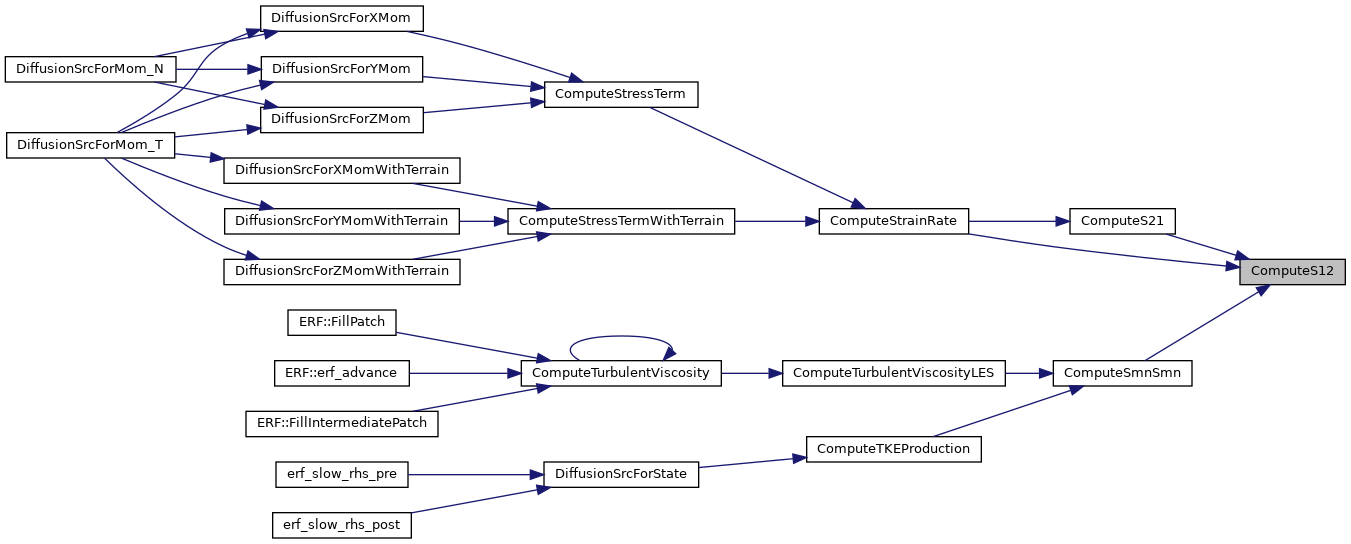 DiffusionSrcForXMom
DiffusionSrcForMom_N
DiffusionSrcForYMom
ComputeStressTerm
DiffusionSrcForZMom
DiffusionSrcForMom_T
DiffusionSrcForXMomWithTerrain
DiffusionSrcForYMomWithTerrain
ComputeStressTermWithTerrain
ComputeStrainRate
ComputeS21
DiffusionSrcForZMomWithTerrain
ComputeS12
ERF::FillPatch
ERF::erf_advance
ComputeTurbulentViscosity
ComputeTurbulentViscosityLES
ComputeSmnSmn
ERF::FillIntermediatePatch
ComputeTKEProduction
erf_slow_rhs_pre
DiffusionSrcForState
erf_slow_rhs_post